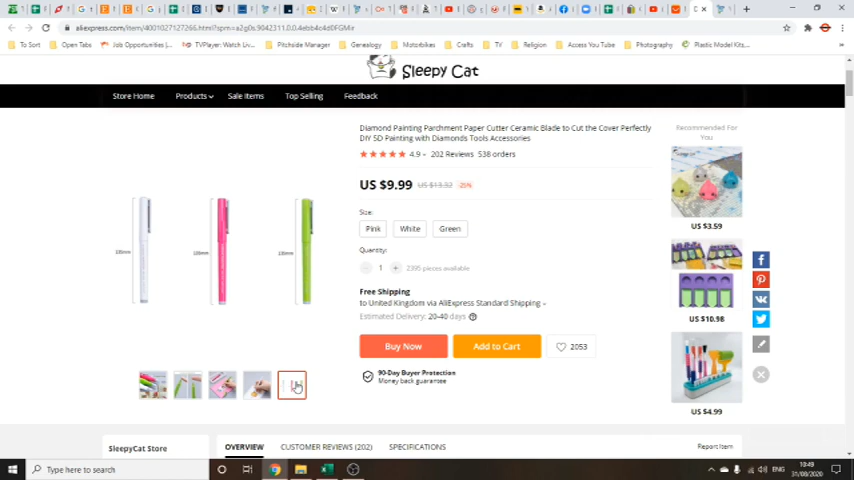 aliexpress.com/item/4001027127266.html?spm=a2g0s.9042311.0.0.4ebb4c4d0FGMir
To Sort
Open Tabs
Job Opportunities |...
TVPlayer: Watch Liv...
Pitchside Manager
Genealogy
Motorbikes
Crafts
TV
Religion
Access You Tube
Photography
Plastic Model Kits,...
Sleepy Cat
Store Home
Products
Sale Items
Top Selling
Feedback
Diamond Painting Parchment Paper Cutter Ceramic Blade to Cut the Cover Perfectly
DIY 5D Painting with Diamonds Tools Accessories
4.9 202 Reviews 538 orders
US $9.99 US $13.32 -25%
Size:
Pink White Green
Quantity:
- 1 + 2395 pieces available
Free Shipping
to United Kingdom via AliExpress Standard Shipping
Estimated Delivery: 20-40 days
Buy Now
Add to Cart
2053
90-Day Buyer Protection
Money back guarantee
Recommended For
You
US $3.59
US $10.98
US $4.99
SleepyCat Store
OVERVIEW
CUSTOMER REVIEWS (202)
SPECIFICATIONS
Report Item
Type here to search
ENG
10:49
31/08/2020